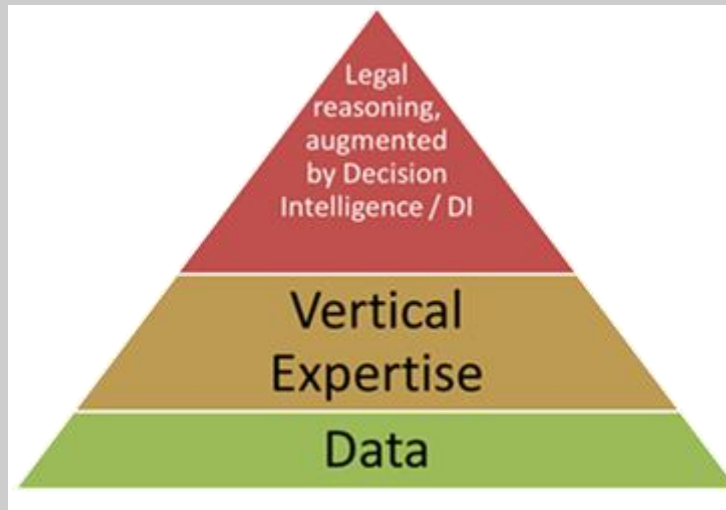 Legal
reasoning,
augmented
by Decision
Intelligence / DI
Vertical
Expertise
Data